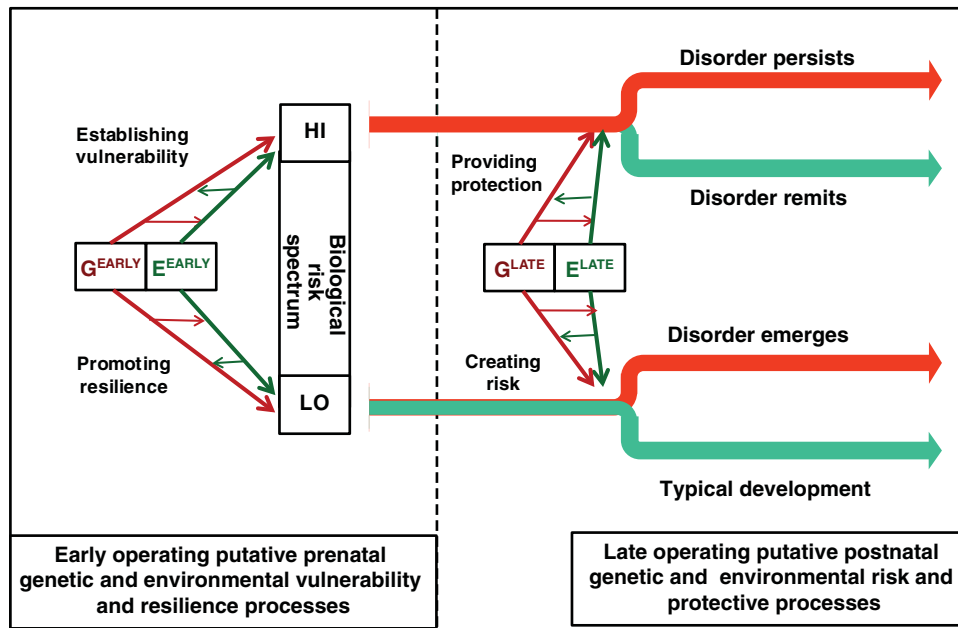 Disorder persists
Establishing
vulnerability
HI
Providing
protection
Disorder remits
Biological
risk
spectrum
GEARLY EEARLY
GLATE ELATE
Disorder emerges
Promoting
resilience
Creating
risk
LO
Typical development
Early operating putative prenatal
genetic and environmental vulnerability
and resilience processes
Late operating putative postnatal
genetic and environmental risk and
protective processes